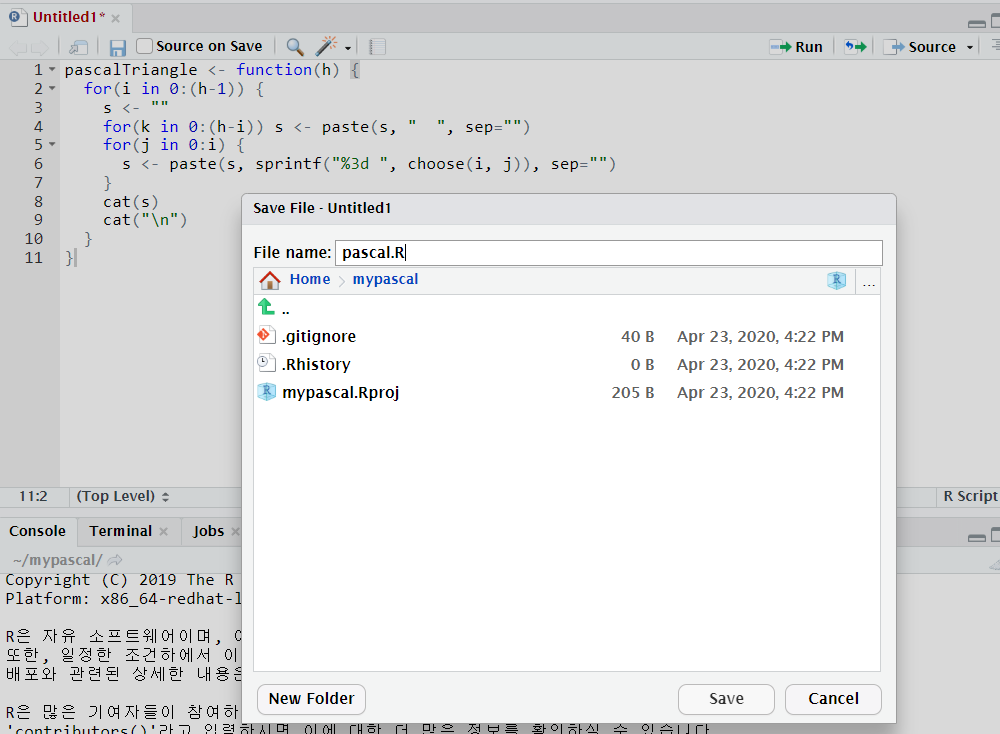 Untitled1*
Source on Save
Run
Source
1 pascalTriangle <- function(h) {
2 for(i in 0:(h-1)) {
3 s <- ""
4 for(k in 0:(h-i)) s <- paste(s, "  ", sep="")
5 for(j in 0:i) {
6 s <- paste(s, sprintf("%3d ", choose(i, j)), sep="")
7 }
8 cat(s)
9 cat("\n")
10 }
11 }
Save File - Untitled1
File name: pascal.R
Home mypascal ...
..
.gitignore 40 B Apr 23, 2020, 4:22 PM
.Rhistory 0 B Apr 23, 2020, 4:22 PM
mypascal.Rproj 205 B Apr 23, 2020, 4:22 PM
New Folder Save Cancel
11:2 (Top Level) R Script
Console Terminal Jobs
~/mypascal/
Copyright (C) 2019 The R
Platform: x86_64-redhat-l
R은 자유 소프트웨어이며,
또한, 일정한 조건하에서 이
배포와 관련된 상세한 내용은
R은 많은 기여자들이 참여하
'contributors()'라고 입력하시면 이에 대한 더 많은 정보를 확인하실 수 있습니다.